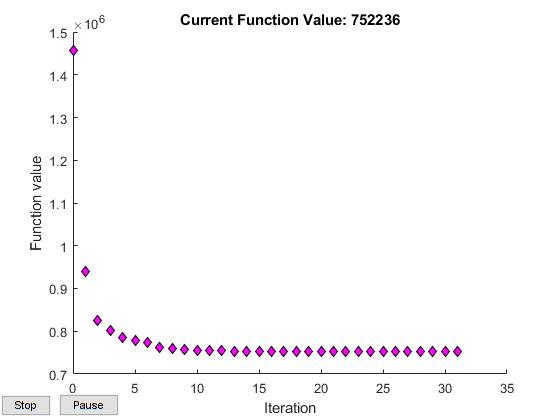 Current Function Value: 752236
×10^6
1.5
1.4
1.3
1.2
1.1
1
0.9
0.8
0.7
Function value
0 5 10 15 20 25 30 35
Iteration
Stop Pause